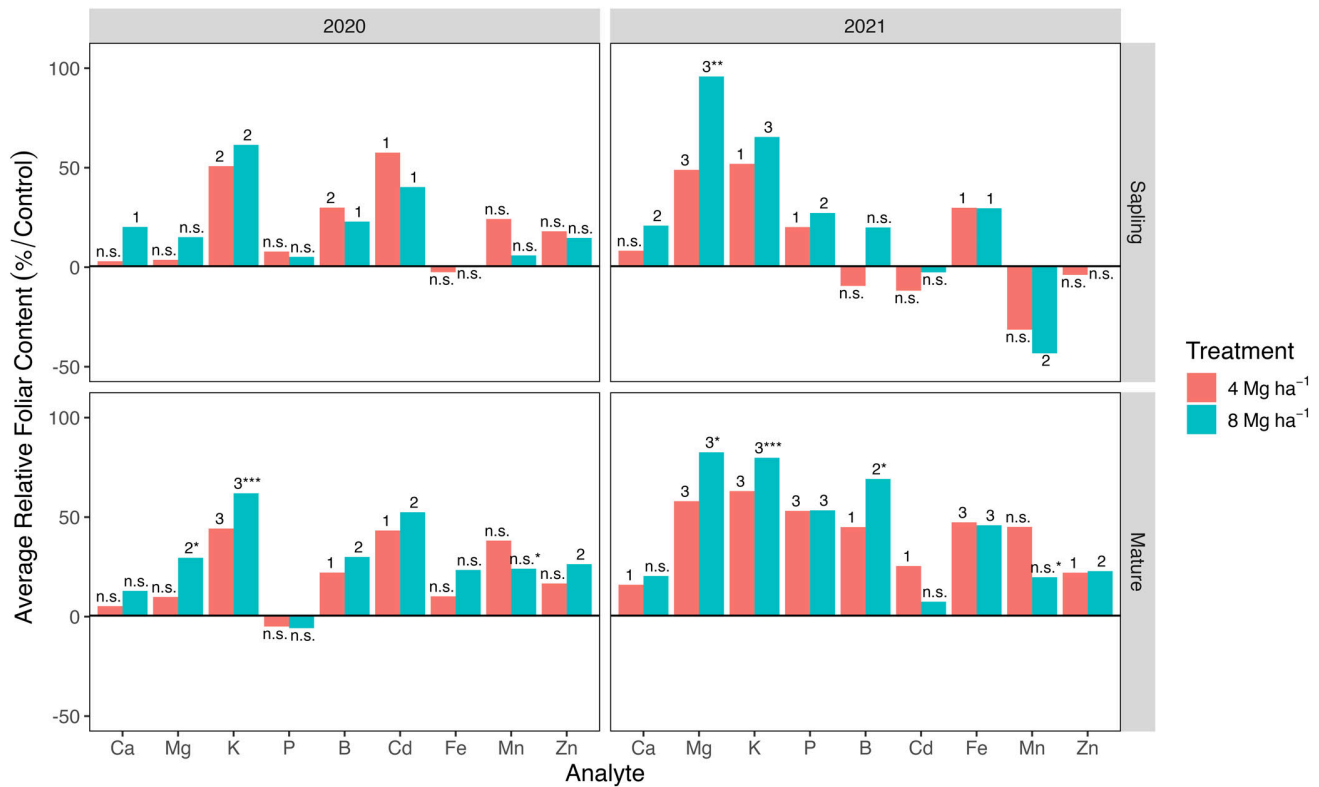 2020
2021
100
50
0
-50
n.s. 1 n.s. n.s. 2 2 n.s. n.s. 2 1 1 1 n.s. n.s. n.s. n.s. n.s. n.s.
n.s. 2 3 3** 1 3 1 2 n.s. n.s. n.s. n.s. 1 1 n.s. 2 n.s. n.s.
Sapling
100
50
0
-50
n.s. n.s. n.s. 2* 3 3*** n.s. n.s. 1 2 1 2 n.s. n.s. n.s. n.s.* n.s. 2
1 n.s. 3 3* 3 3*** 3 3 1 2* 1 n.s. 3 3 n.s. n.s.* 1 2
Mature
Ca Mg K P B Cd Fe Mn Zn
Ca Mg K P B Cd Fe Mn Zn
Analyte
Average Relative Foliar Content (%/Control)
Treatment
4 Mg ha⁻¹
8 Mg ha⁻¹